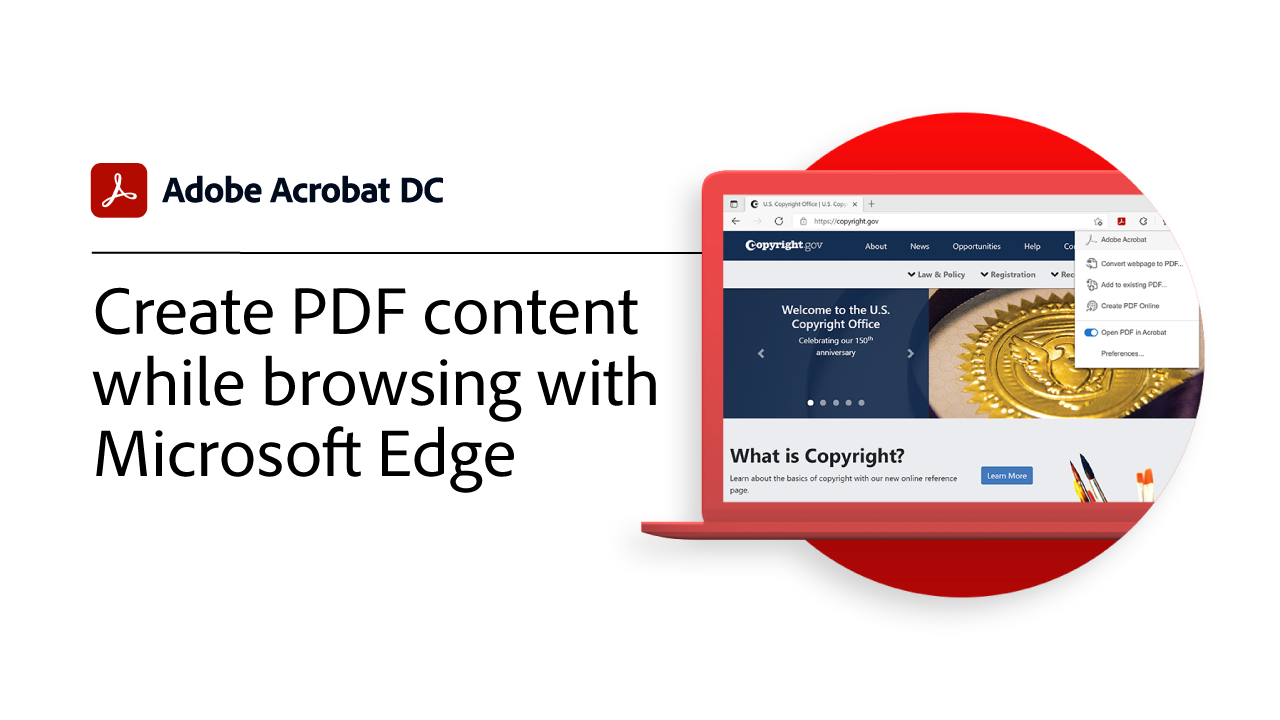 Adobe Acrobat DC
Create PDF content
while browsing with
Microsoft Edge
U.S. Copyright Office | U.S. Copy
https://copyright.gov
Copyright.gov
About
News
Opportunities
Help
Law & Policy
Registration
Welcome to the U.S.
Copyright Office
Celebrating our 150th
anniversary
Adobe Acrobat
Convert webpage to PDF...
Add to existing PDF...
Create PDF Online
Open PDF in Acrobat
Preferences...
What is Copyright?
Learn about the basics of copyright with our new online reference
page.
Learn More